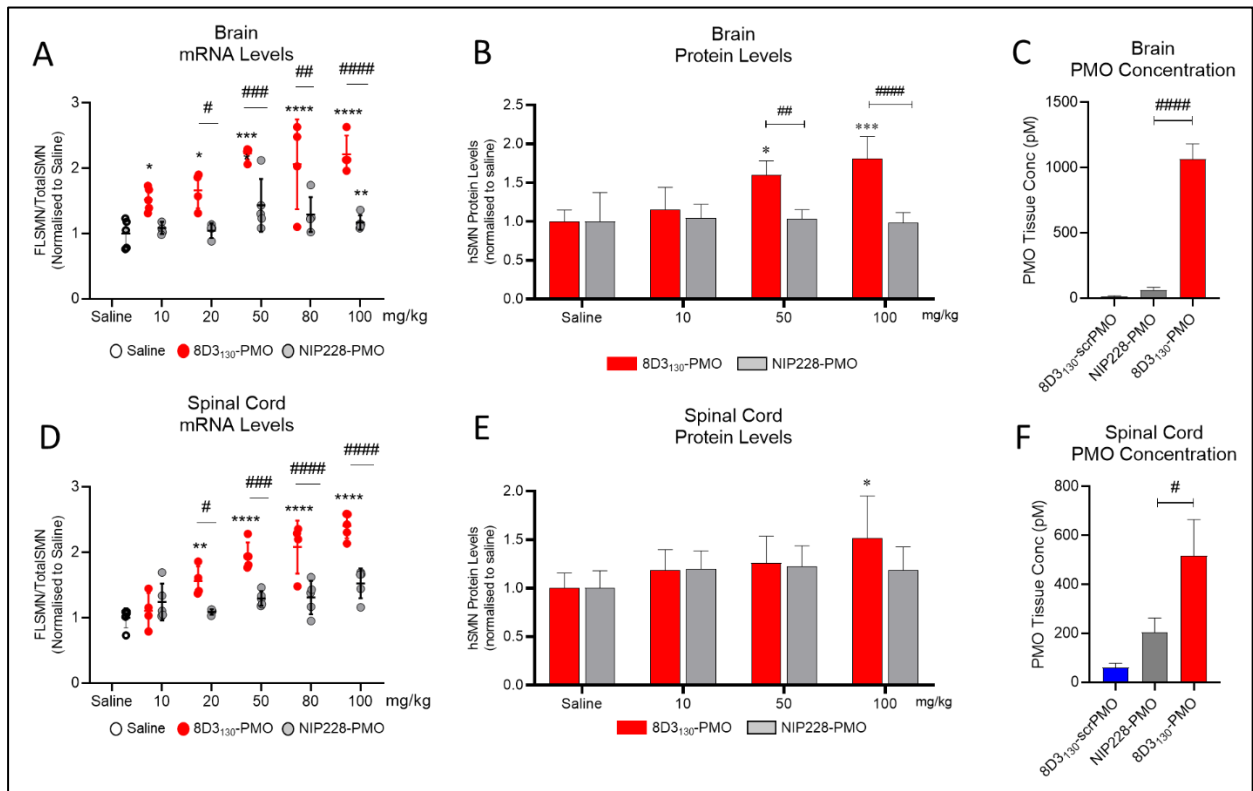 A
Brain
mRNA Levels
FLSMN/TotalSMN
(Normalised to Saline)
3
2
1
0
*
*
#
***
*
###
****
##
****
####
**
Saline
10
20
50
80
100
mg/kg
Saline
8D3₁₃₀-PMO
NIP228-PMO
B
Brain
Protein Levels
hSMN Protein Levels
(normalised to saline)
2.5
2.0
1.5
1.0
0.5
0.0
*
##
***
####
Saline
10
50
100
mg/kg
8D3₁₃₀-PMO
NIP228-PMO
C
Brain
PMO Concentration
PMO Tissue Conc (pM)
1500
1000
500
0
####
8D3₁₃₀-scrPMO
NIP228-PMO
8D3₁₃₀-PMO
D
Spinal Cord
mRNA Levels
FLSMN/TotalSMN
(Normalised to Saline)
3
2
1
0
**
#
****
###
****
####
****
####
Saline
10
20
50
80
100
mg/kg
Saline
8D3₁₃₀-PMO
NIP228-PMO
E
Spinal Cord
Protein Levels
hSMN Protein Levels
(normalised to saline)
2.0
1.5
1.0
0.5
0.0
*
Saline
10
50
100
mg/kg
8D3₁₃₀-PMO
NIP228-PMO
F
Spinal Cord
PMO Concentration
PMO Tissue Conc (pM)
800
600
400
200
0
#
8D3₁₃₀-scrPMO
NIP228-PMO
8D3₁₃₀-PMO